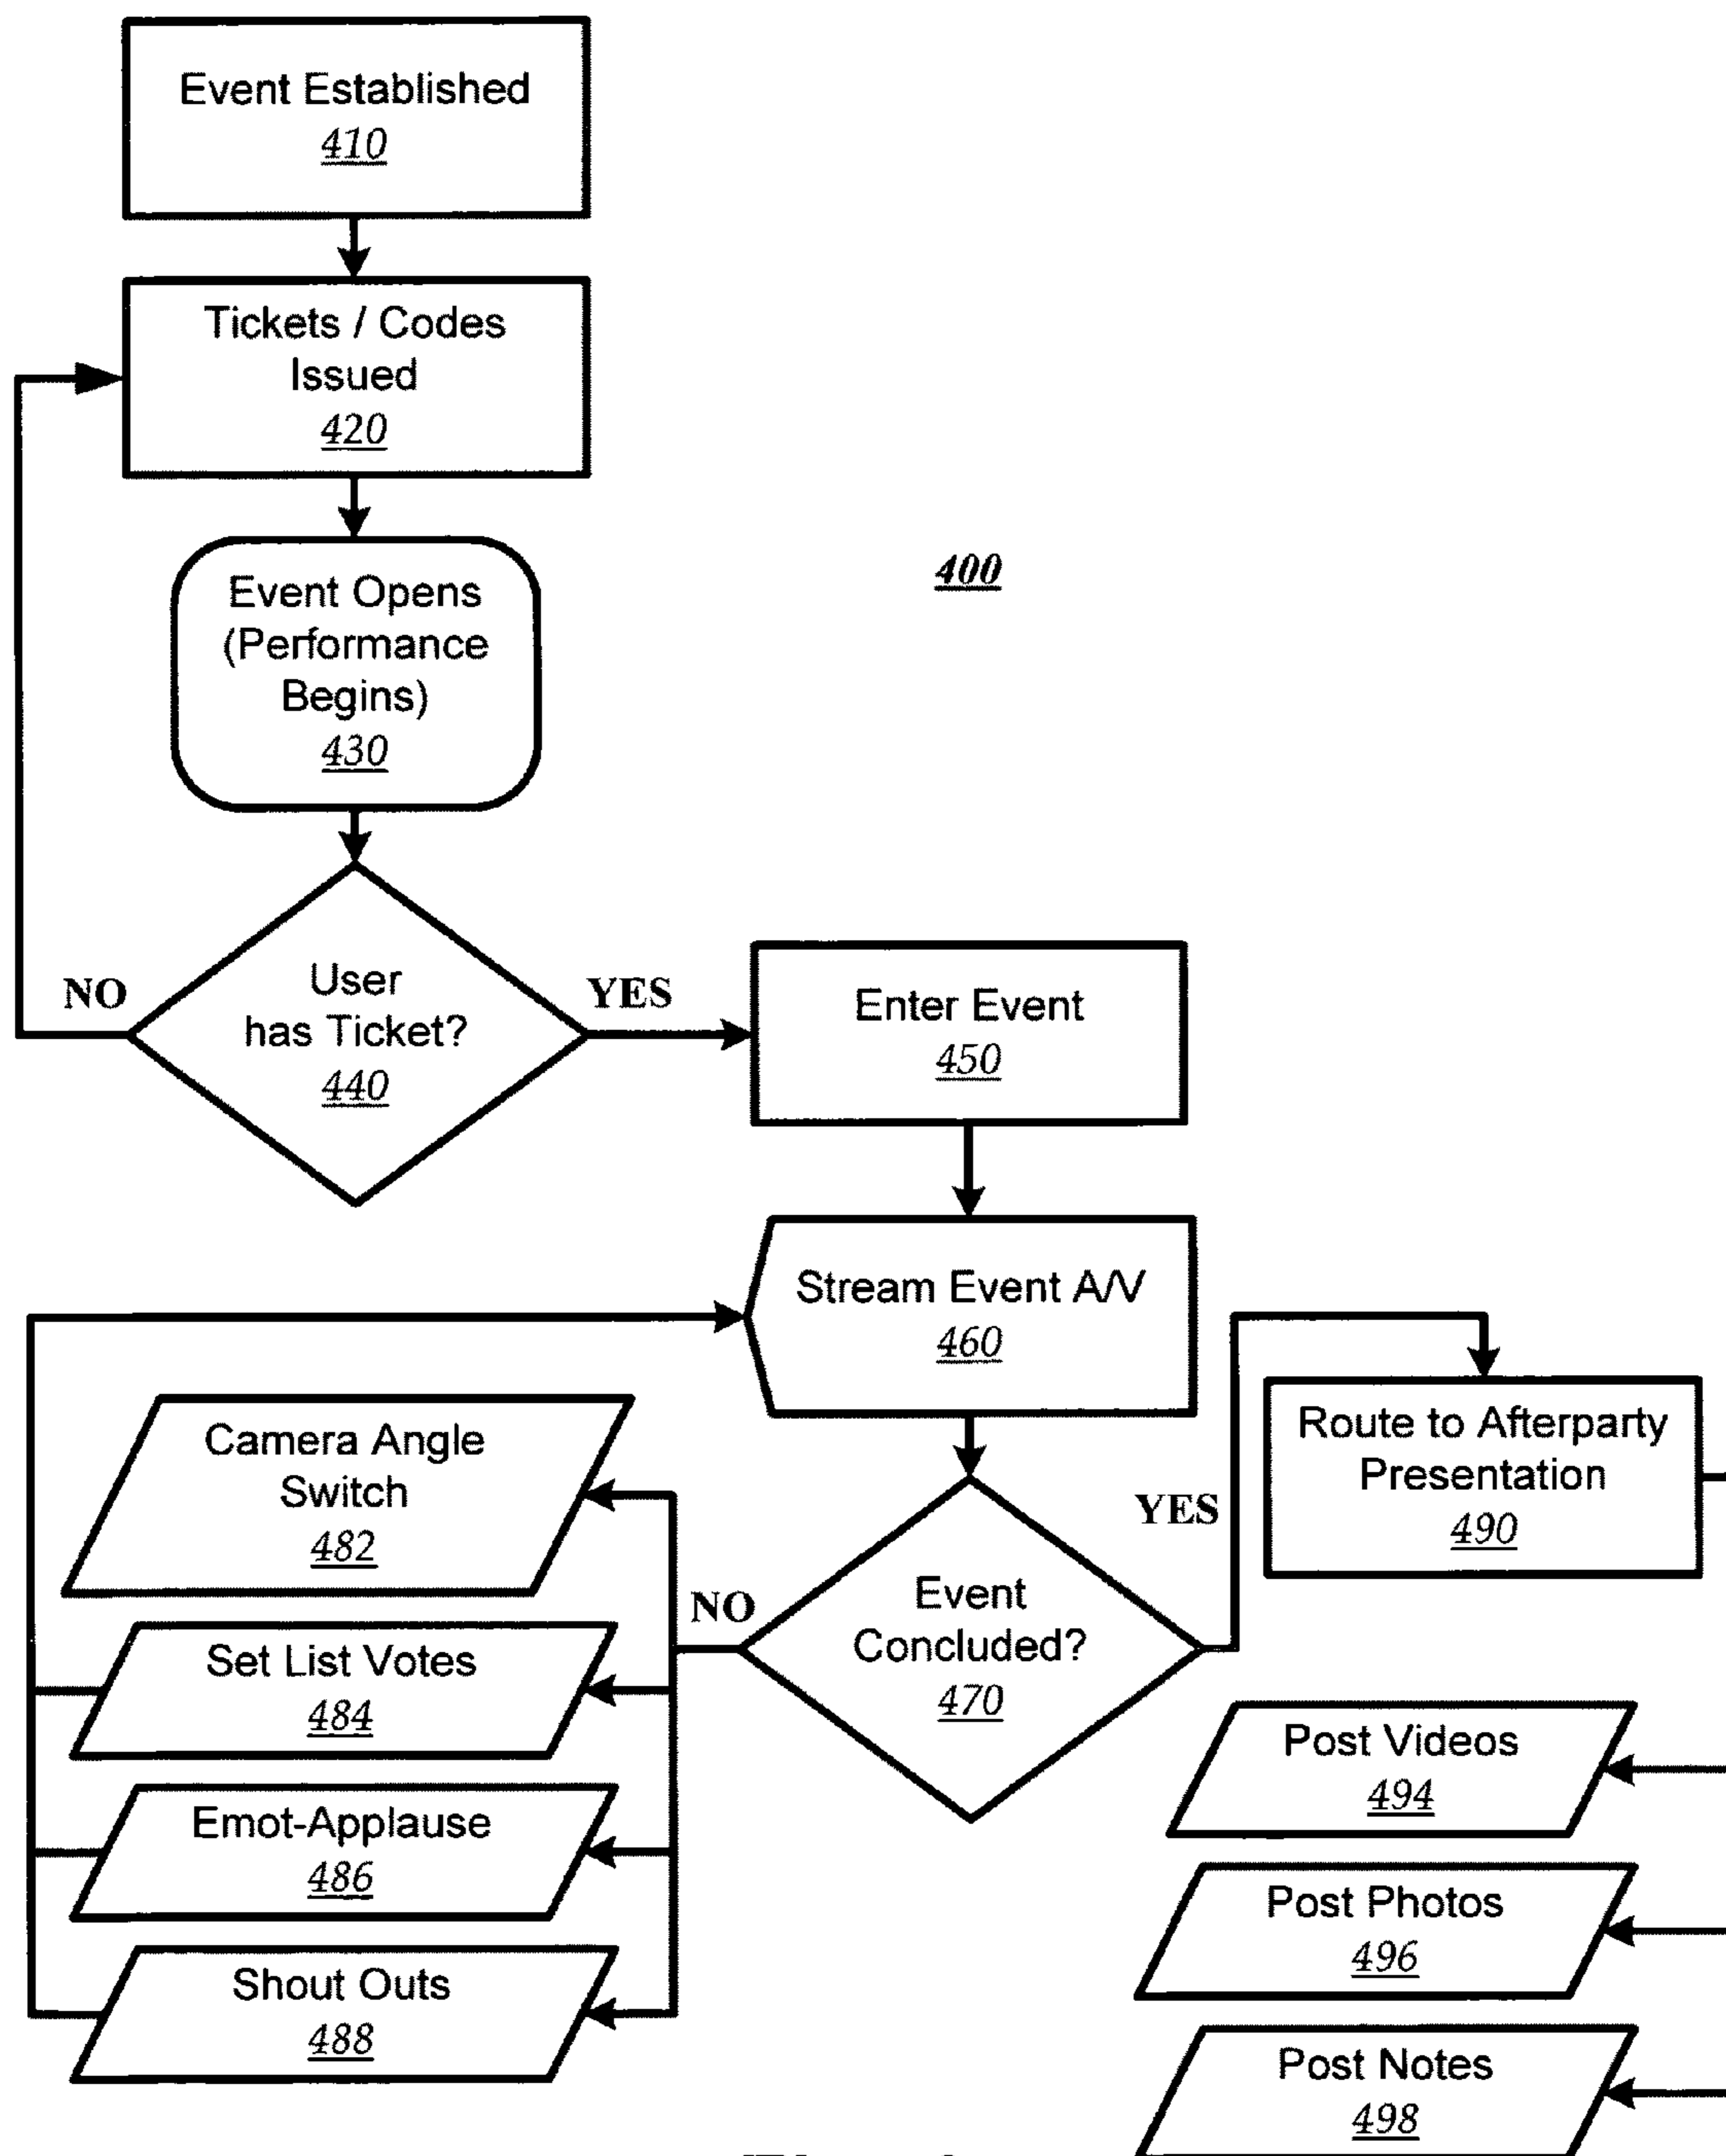 Event Established
410
Tickets / Codes
Issued
420
Event Opens
(Performance
Begins)
430
400
User
has Ticket?
440
NO
YES
Enter Event
450
Stream Event A/V
460
Camera Angle
Switch
482
Set List Votes
484
Emot-Applause
486
Shout Outs
488
NO
Event
Concluded?
470
YES
Route to Afterparty
Presentation
490
Post Videos
494
Post Photos
496
Post Notes
498